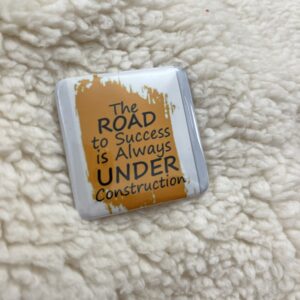 The
ROAD
to Success
is Always
UNDER
Construction